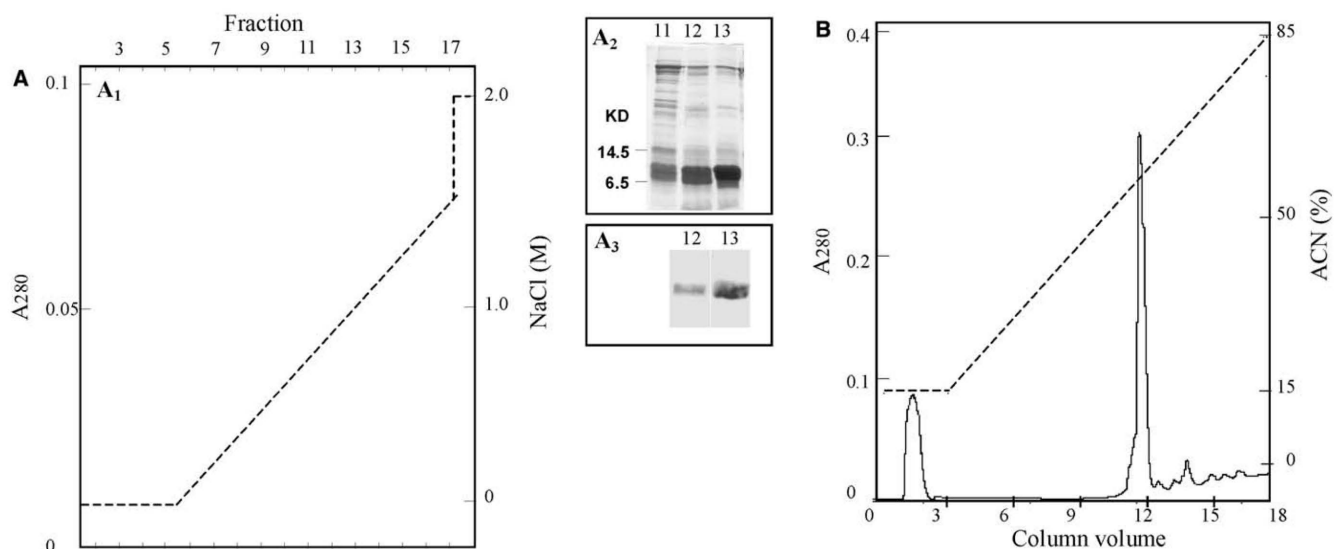 Fraction
3 5 7 9 11 13 15 17
A
A1
0.1
0.05
0
A280
2.0
1.0
0
NaCl (M)
A2
11 12 13
KD
14.5
6.5
A3
12 13
B
0.4
0.3
0.2
0.1
0
A280
85
50
15
0
ACN (%)
0 3 6 9 12 15 18
Column volume